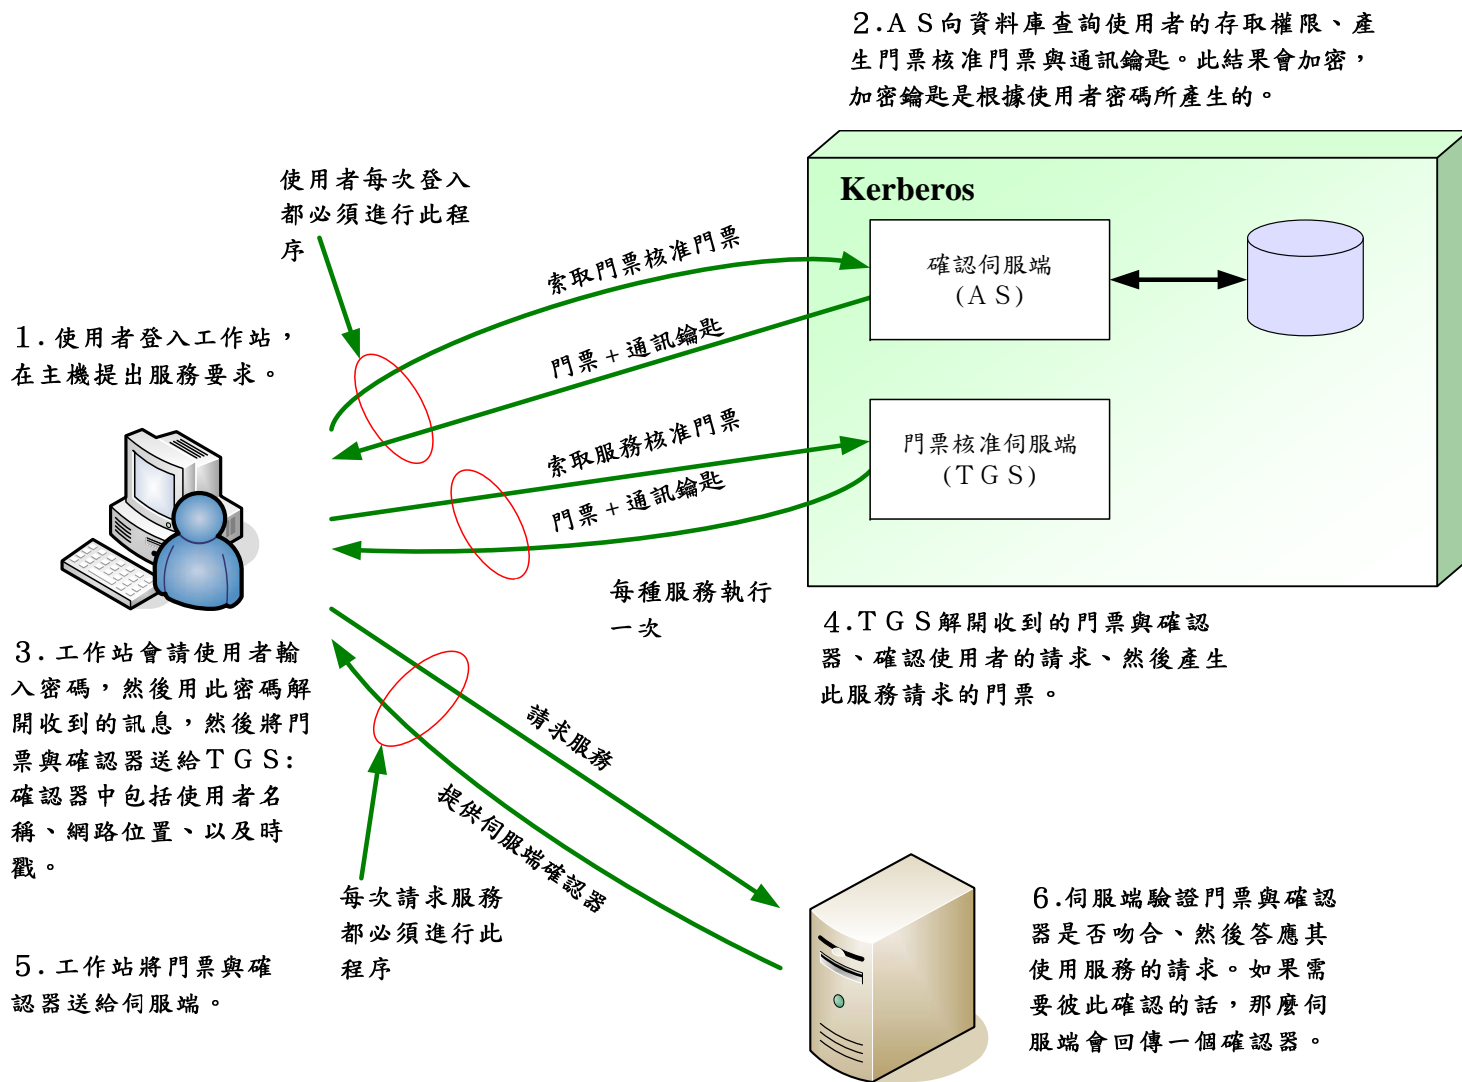 2.AS向資料庫查詢使用者的存取權限、產
生門票核准門票與通訊鑰匙。此結果會加密，
加密鑰匙是根據使用者密碼所產生的。
使用者每次登入
都必須進行此程
序
Kerberos
確認伺服端
(AS)
索取門票核准門票
門票+通訊鑰匙
1.使用者登入工作站，
在主機提出服務要求。
索取服務核准門票
門票+通訊鑰匙
門票核准伺服端
(TGS)
每種服務執行
一次
4.TGS解開收到的門票與確認
器、確認使用者的請求、然後產生
此服務請求的門票。
3.工作站會請使用者輸
入密碼，然後用此密碼解
開收到的訊息，然後將門
票與確認器送給TGS:
確認器中包括使用者名
稱、網路位置、以及時
戳。
請求服務
提供伺服端確認器
每次請求服務
都必須進行此
程序
5.工作站將門票與確
認器送給伺服端。
6.伺服端驗證門票與確認
器是否吻合、然後答應其
使用服務的請求。如果需
要彼此確認的話，那麼伺
服端會回傳一個確認器。